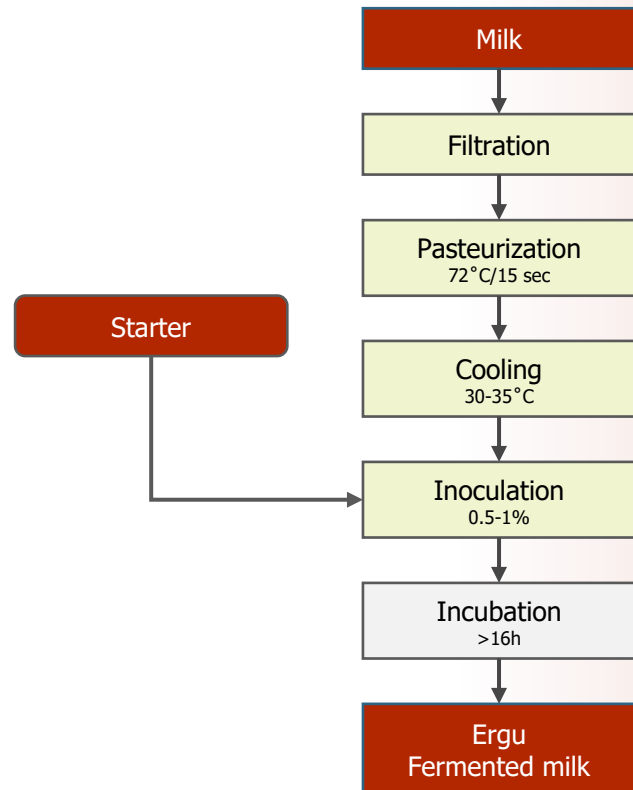 Milk
Filtration
Pasteurization
72˚C/15 sec
Starter
Cooling
30-35˚C
Inoculation
0.5-1%
Incubation
>16h
Ergu
Fermented milk